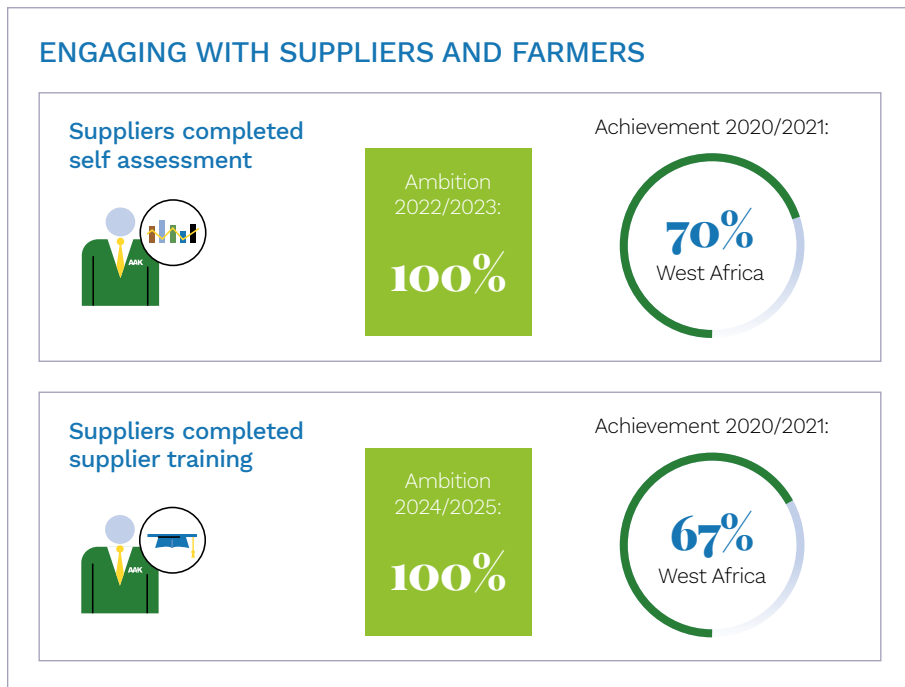 ENGAGING WITH SUPPLIERS AND FARMERS
Suppliers completed
self assessment
AAK
Ambition
2022/2023:
100%
Achievement 2020/2021:
70%
West Africa
Suppliers completed
supplier training
AAK
Ambition
2024/2025:
100%
Achievement 2020/2021:
67%
West Africa